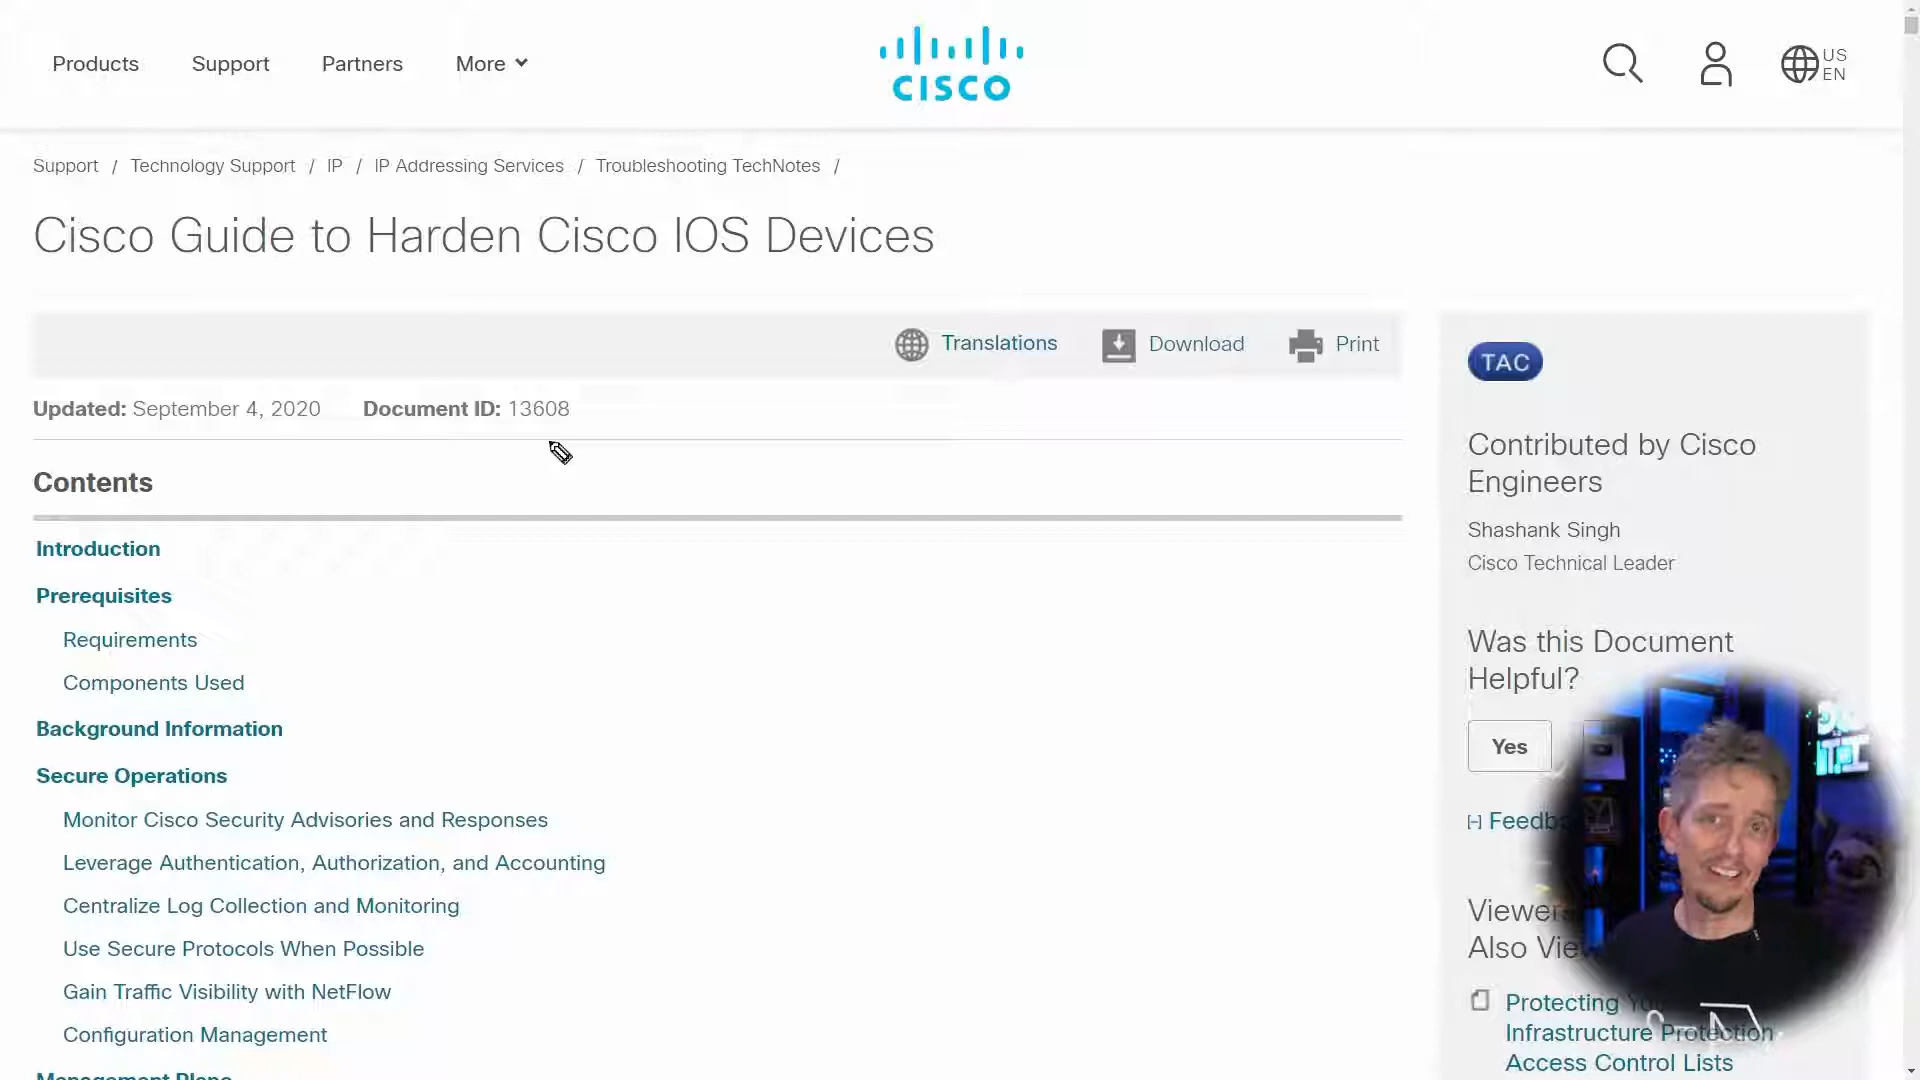 Products Support Partners More
CISCO
US
EN
Support / Technology Support / IP / IP Addressing Services / Troubleshooting TechNotes /
Cisco Guide to Harden Cisco IOS Devices
Translations Download Print
Updated: September 4, 2020 Document ID: 13608
Contents
Introduction
Prerequisites
Requirements
Components Used
Background Information
Secure Operations
Monitor Cisco Security Advisories and Responses
Leverage Authentication, Authorization, and Accounting
Centralize Log Collection and Monitoring
Use Secure Protocols When Possible
Gain Traffic Visibility with NetFlow
Configuration Management
Management Plane
TAC
Contributed by Cisco
Engineers
Shashank Singh
Cisco Technical Leader
Was this Document
Helpful?
Yes
Also
Protecting
Infrastructure Protection
Access Control Lists